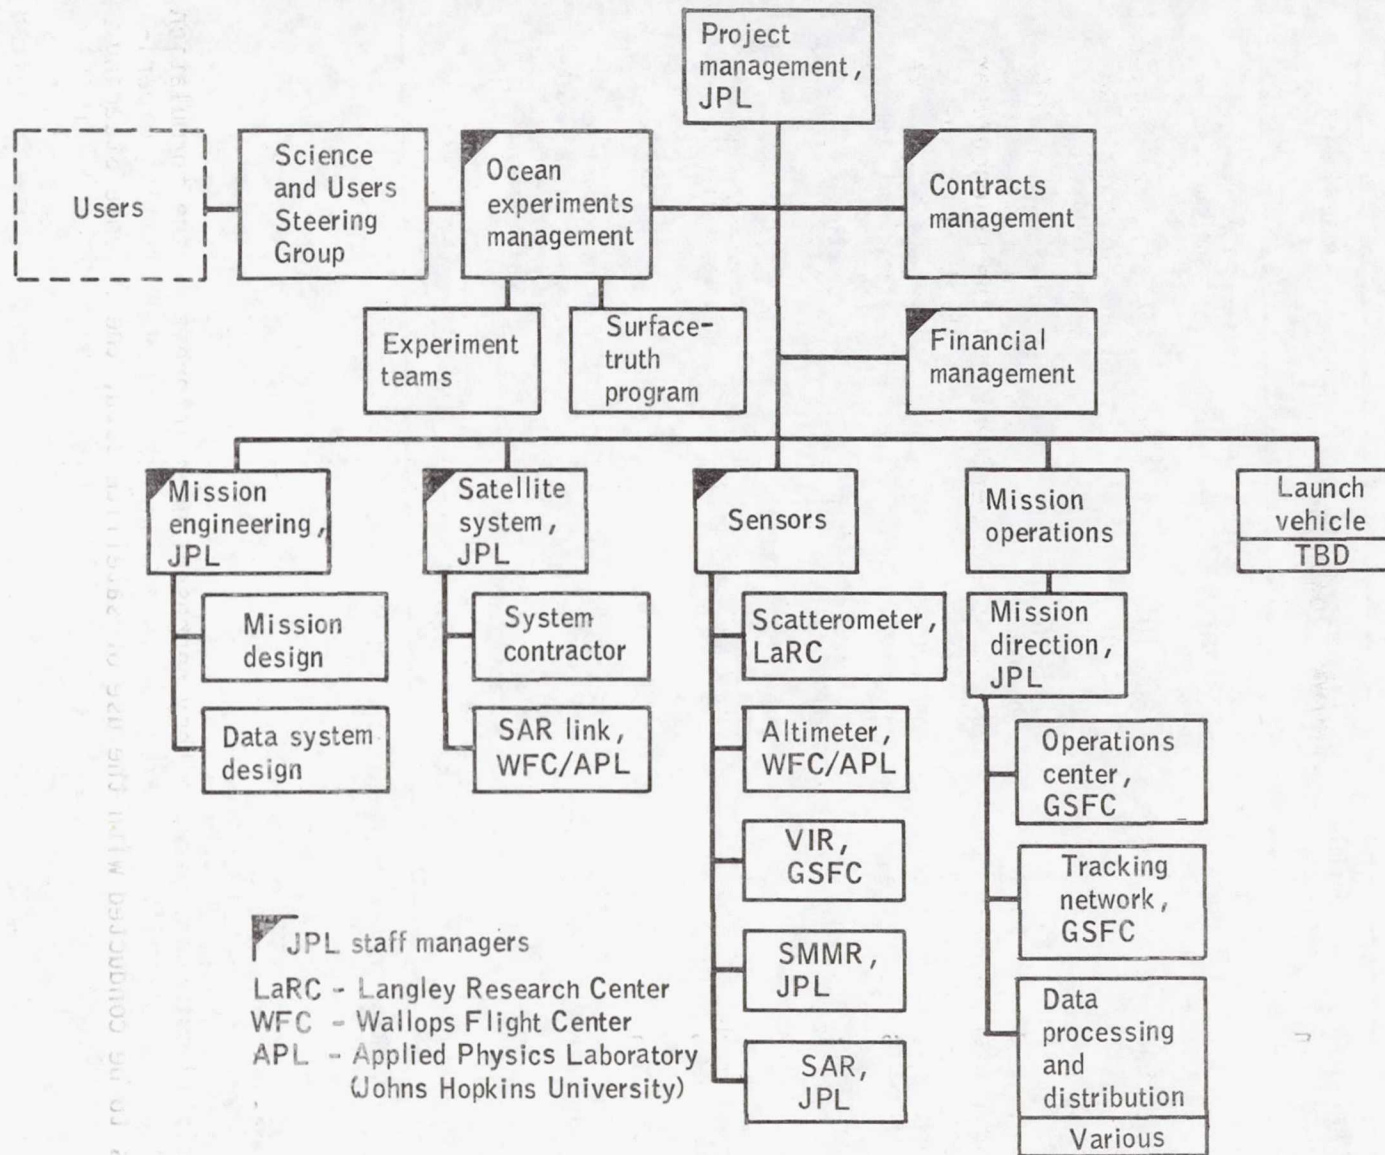 Project
management,
JPL
Users
Science
and Users
Steering
Group
Ocean
experiments
management
Contracts
management
Experiment
teams
Surface-
truth
program
Financial
management
Mission
engineering,
JPL
Satellite
system,
JPL
Sensors
Mission
operations
Launch
vehicle
TBD
Mission
design
Data system
design
System
contractor
SAR link,
WFC/APL
Scatterometer,
LaRC
Altimeter,
WFC/APL
VIR,
GSFC
SMMR,
JPL
SAR,
JPL
Mission
direction,
JPL
Operations
center,
GSFC
Tracking
network,
GSFC
Data
processing
and
distribution
Various
JPL staff managers
LaRC - Langley Research Center
WFC - Wallops Flight Center
APL - Applied Physics Laboratory
(Johns Hopkins University)